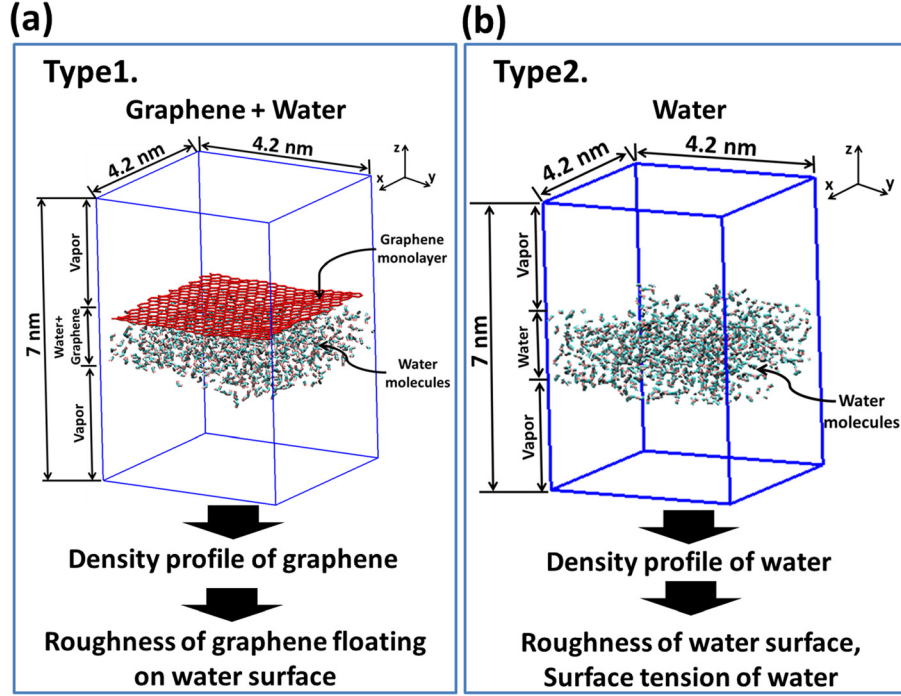 (a)
Type1.
Graphene + Water
4.2 nm
4.2 nm
z
x
y
Vapor
Graphene
monolayer
7 nm
Water+
Graphene
Water
molecules
Vapor
Density profile of graphene
Roughness of graphene floating
on water surface
(b)
Type2.
Water
4.2 nm
4.2 nm
z
x
y
Vapor
7 nm
Water
Water
molecules
Vapor
Density profile of water
Roughness of water surface,
Surface tension of water